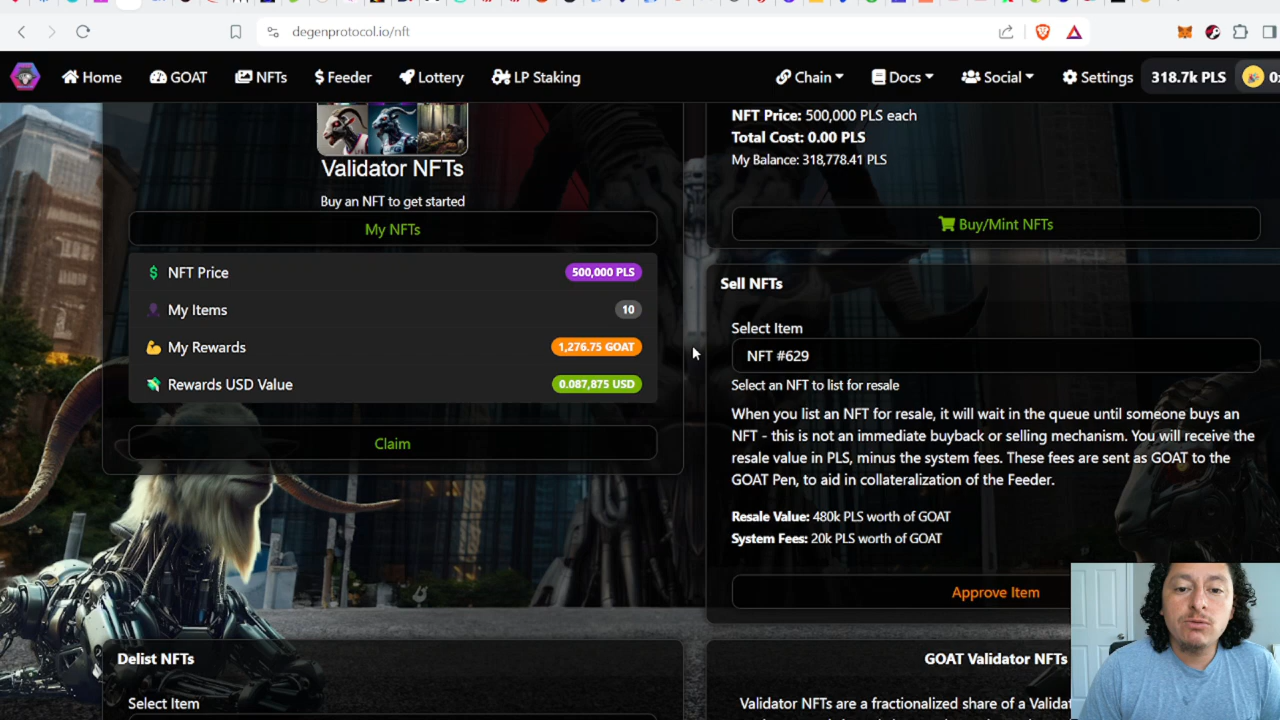 degenprotocol.io/nft
Home GOAT NFTs Feeder Lottery LP Staking Chain Docs Social Settings 318.7k PLS
Validator NFTs
Buy an NFT to get started
My NFTs
NFT Price 500,000 PLS
My Items 10
My Rewards 1,276.75 GOAT
Rewards USD Value 0.087,875 USD
Claim
Delist NFTs
Select Item
NFT Price: 500,000 PLS each
Total Cost: 0.00 PLS
My Balance: 318,778.41 PLS
Buy/Mint NFTs
Sell NFTs
Select Item
NFT #629
Select an NFT to list for resale
When you list an NFT for resale, it will wait in the queue until someone buys an
NFT - this is not an immediate buyback or selling mechanism. You will receive the
resale value in PLS, minus the system fees. These fees are sent as GOAT to the
GOAT Pen, to aid in collateralization of the Feeder.
Resale Value: 480k PLS worth of GOAT
System Fees: 20k PLS worth of GOAT
Approve Item
GOAT Validator NFTs
Validator NFTs are a fractionalized share of a